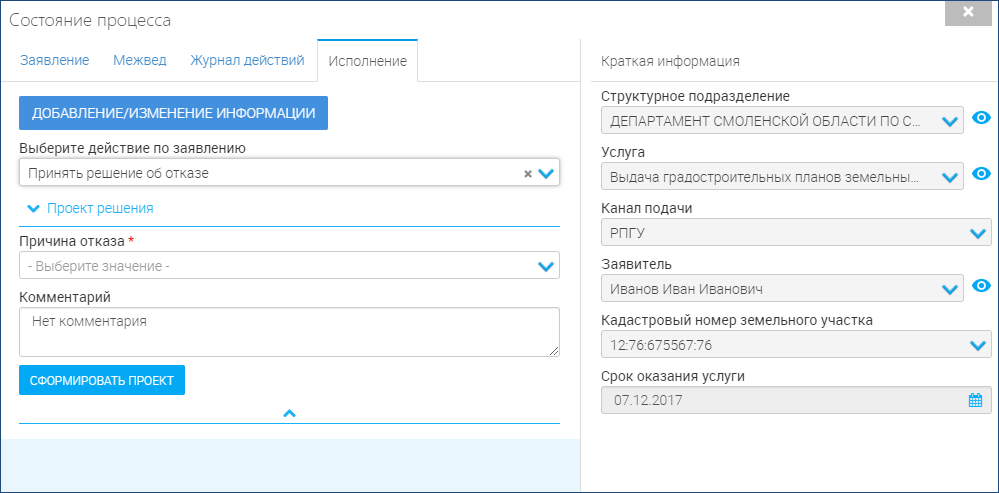 Состояние процесса
Заявление
Межвед
Журнал действий
Исполнение
ДОБАВЛЕНИЕ/ИЗМЕНЕНИЕ ИНФОРМАЦИИ
Выберите действие по заявлению
Принять решение об отказе
Проект решения
Причина отказа *
- Выберите значение -
Комментарий
Нет комментария
СФОРМИРОВАТЬ ПРОЕКТ
Краткая информация
Структурное подразделение
ДЕПАРТАМЕНТ СМОЛЕНСКОЙ ОБЛАСТИ ПО С...
Услуга
Выдача градостроительных планов земельны...
Канал подачи
РПГУ
Заявитель
Иванов Иван Иванович
Кадастровый номер земельного участка
12:76:675567:76
Срок оказания услуги
07.12.2017